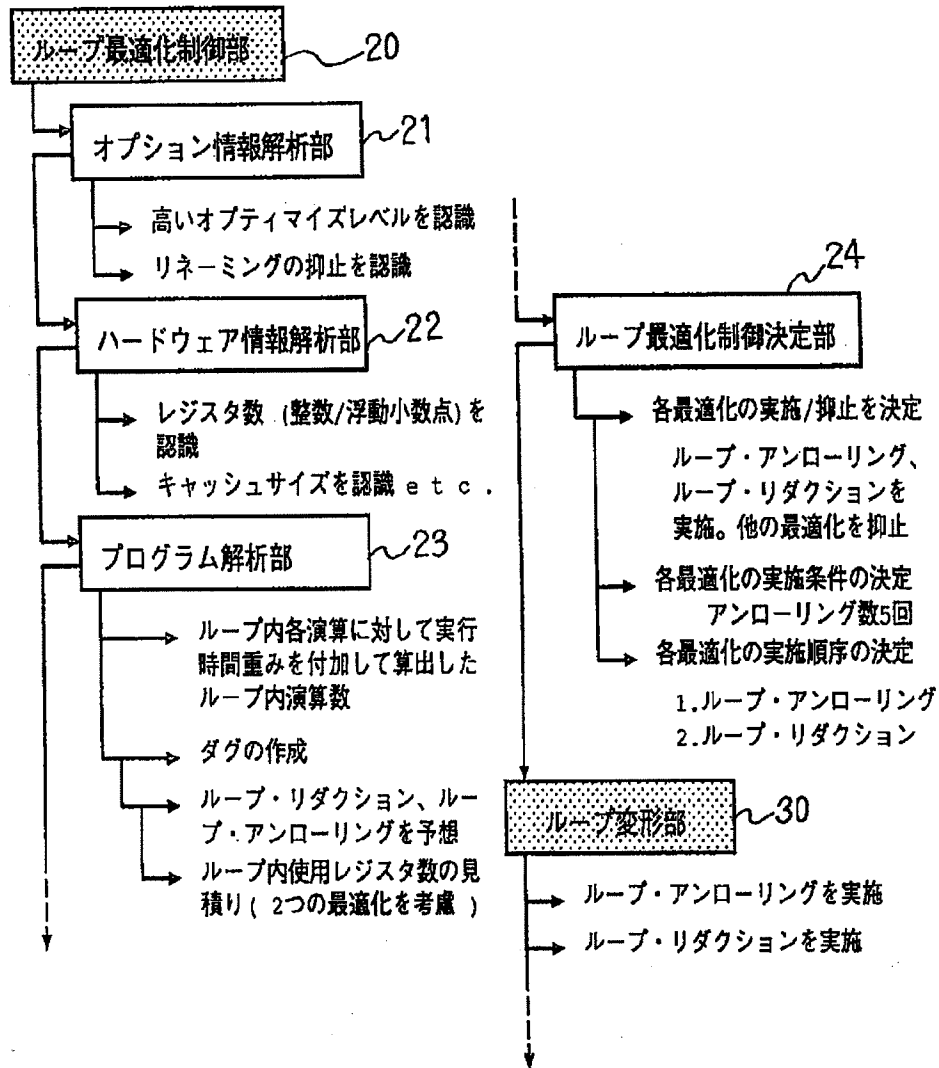 ループ最適化制御部
20
オプション情報解析部
21
高いオプティマイズレベルを認識
リネーミングの抑止を認識
ハードウェア情報解析部
22
レジスタ数 (整数/浮動小数点) を
認識
キャッシュサイズを認識 e t c .
プログラム解析部
23
ループ内各演算に対して実行
時間重みを付加して算出した
ループ内演算数
ダグの作成
ループ・リダクション、ルー
プ・アンローリングを予想
ループ内使用レジスタ数の見
積り ( 2つの最適化を考慮 )
24
ループ最適化制御決定部
各最適化の実施/抑止を決定
ループ・アンローリング、
ループ・リダクションを
実施。他の最適化を抑止
各最適化の実施条件の決定
アンローリング数5回
各最適化の実施順序の決定
1.ループ・アンローリング
2.ループ・リダクション
ループ変形部
30
ループ・アンローリングを実施
ループ・リダクションを実施